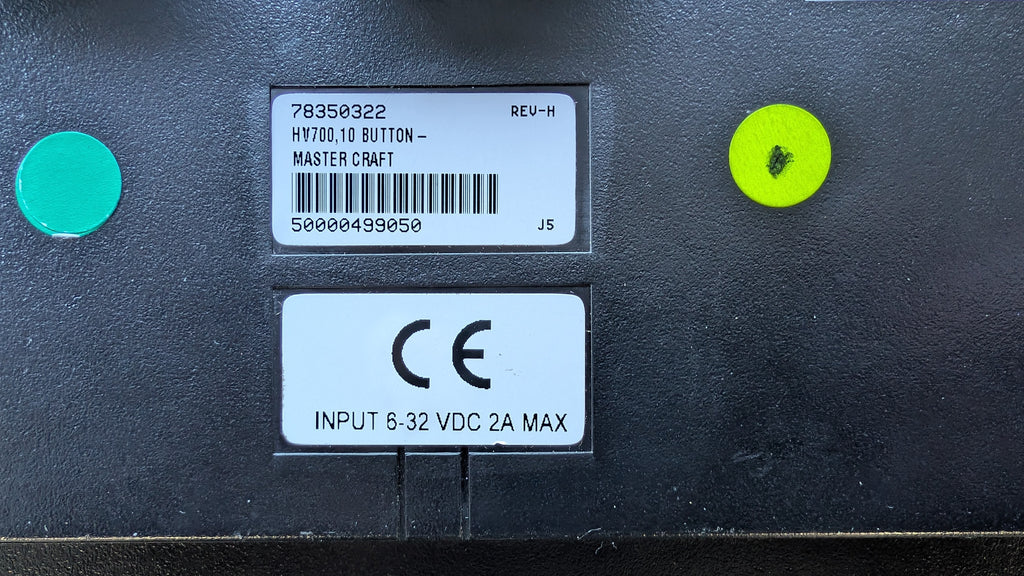 78350322 REV-H
HV700,10 BUTTON-
MASTER CRAFT
50000499050 J5
CE
INPUT 6-32 VDC 2A MAX